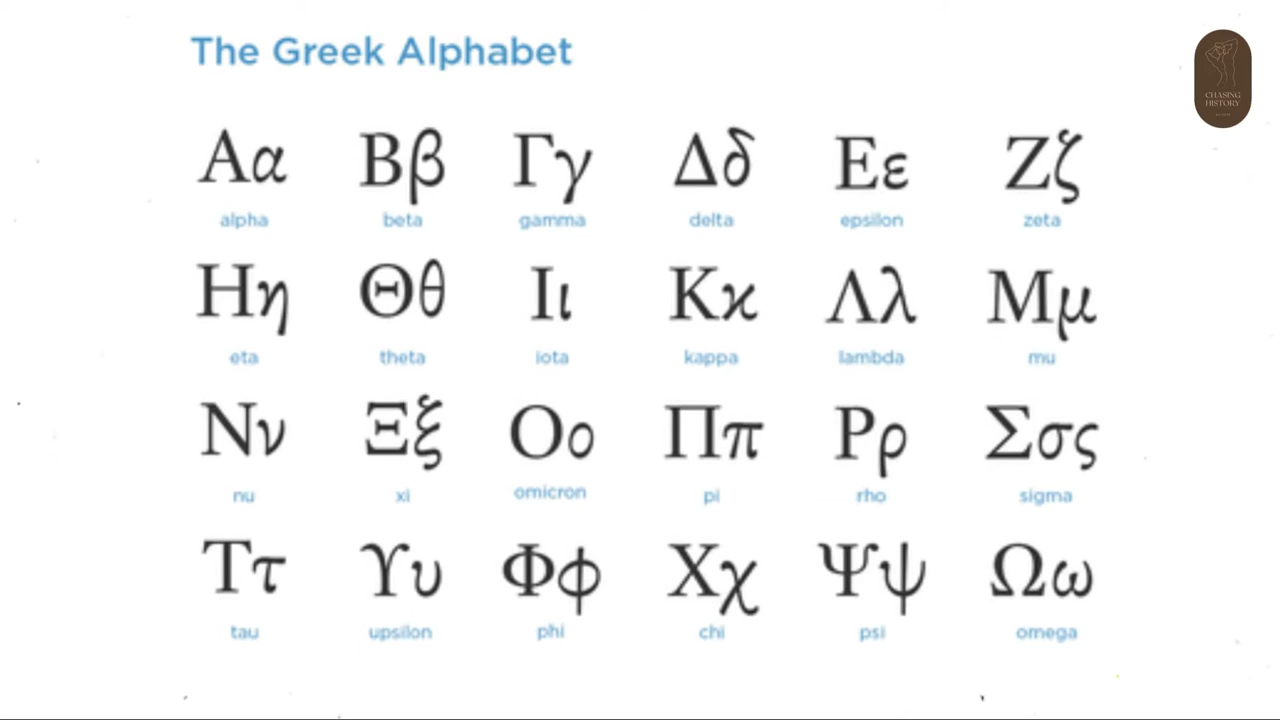 The Greek Alphabet
CHASING
HISTORY
Αα Ββ Γγ Δδ Εε Ζζ
alpha beta gamma delta epsilon zeta
Ηη Θθ Ιι Κκ Λλ Μμ
eta theta iota kappa lambda mu
Νν Ξξ Οο Ππ Ρρ Σσς
nu xi omicron pi rho sigma
Ττ ϒυ Φϕ Χχ Ψψ Ωω
tau upsilon phi chi psi omega